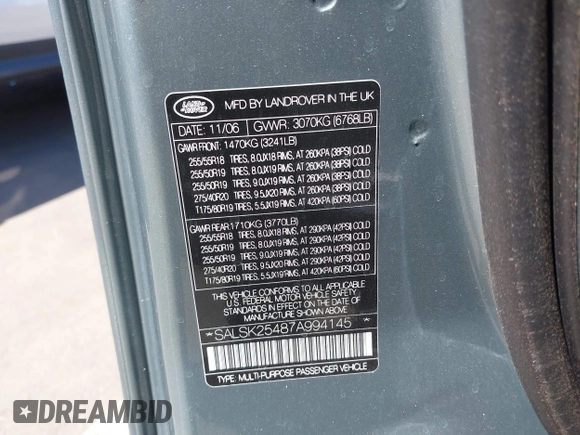 LAND ROVER
MFD BY LANDROVER IN THE UK
DATE: 11/06 GVWR: 3070KG (6768LB)
GAWR FRONT: 1470KG (3241LB)
255/55R18 TIRES, 8.0JX18 RIMS, AT 260KPA (38PSI) COLD
255/50R19 TIRES, 8.0JX19 RIMS, AT 260KPA (38PSI) COLD
255/50R19 TIRES, 9.0JX19 RIMS, AT 260KPA (38PSI) COLD
275/40R20 TIRES, 9.5JX20 RIMS, AT 260KPA (38PSI) COLD
T175/80R19 TIRES, 5.5JX19 RIMS, AT 420KPA (60PSI) COLD
GAWR REAR: 1710KG (3770LB)
255/55R18 TIRES, 8.0JX18 RIMS, AT 290KPA (42PSI) COLD
255/50R19 TIRES, 8.0JX19 RIMS, AT 290KPA (42PSI) COLD
255/50R19 TIRES, 9.0JX19 RIMS, AT 290KPA (42PSI) COLD
275/40R20 TIRES, 9.5JX20 RIMS, AT 290KPA (42PSI) COLD
T175/80R19 TIRES, 5.5JX19 RIMS, AT 420KPA (60PSI) COLD
THIS VEHICLE CONFORMS TO ALL APPLICABLE
U.S. FEDERAL MOTOR VEHICLE SAFETY
STANDARDS IN EFFECT ON THE DATE OF
MANUFACTURE SHOWN ABOVE
*SALSK25487A994145 *
TYPE: MULTI-PURPOSE PASSENGER VEHICLE
DREAMBID